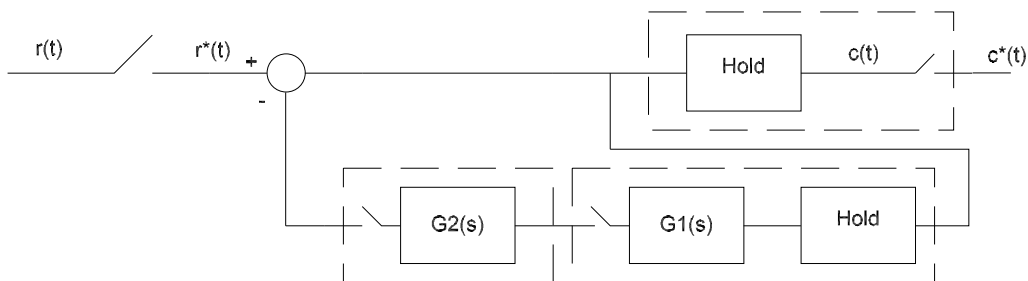 r(t)
r*(t)
+
-
Hold
c(t)
c*(t)
G2(s)
G1(s)
Hold